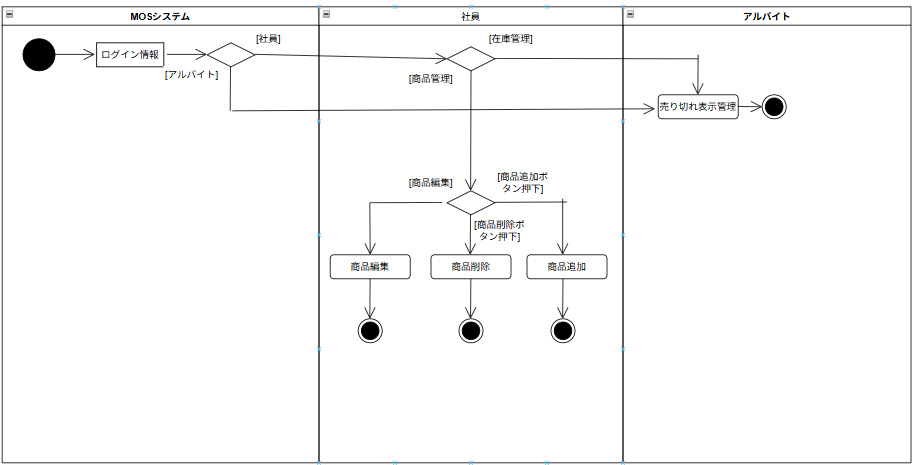 MOSシステム
社員
アルバイト
[社員]
[在庫管理]
ログイン情報
[アルバイト]
[商品管理]
売り切れ表示管理
[商品編集]
[商品追加ボ
タン押下]
[商品削除ボ
タン押下]
商品編集
商品削除
商品追加